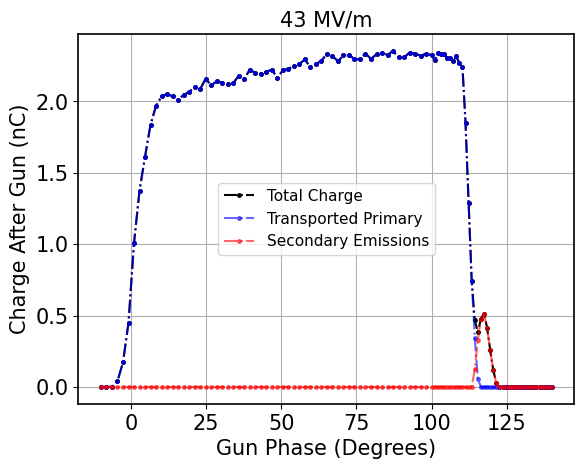 43 MV/m
Charge After Gun (nC)
2.0
1.5
1.0
0.5
0.0
Total Charge
Transported Primary
Secondary Emissions
0 25 50 75 100 125
Gun Phase (Degrees)